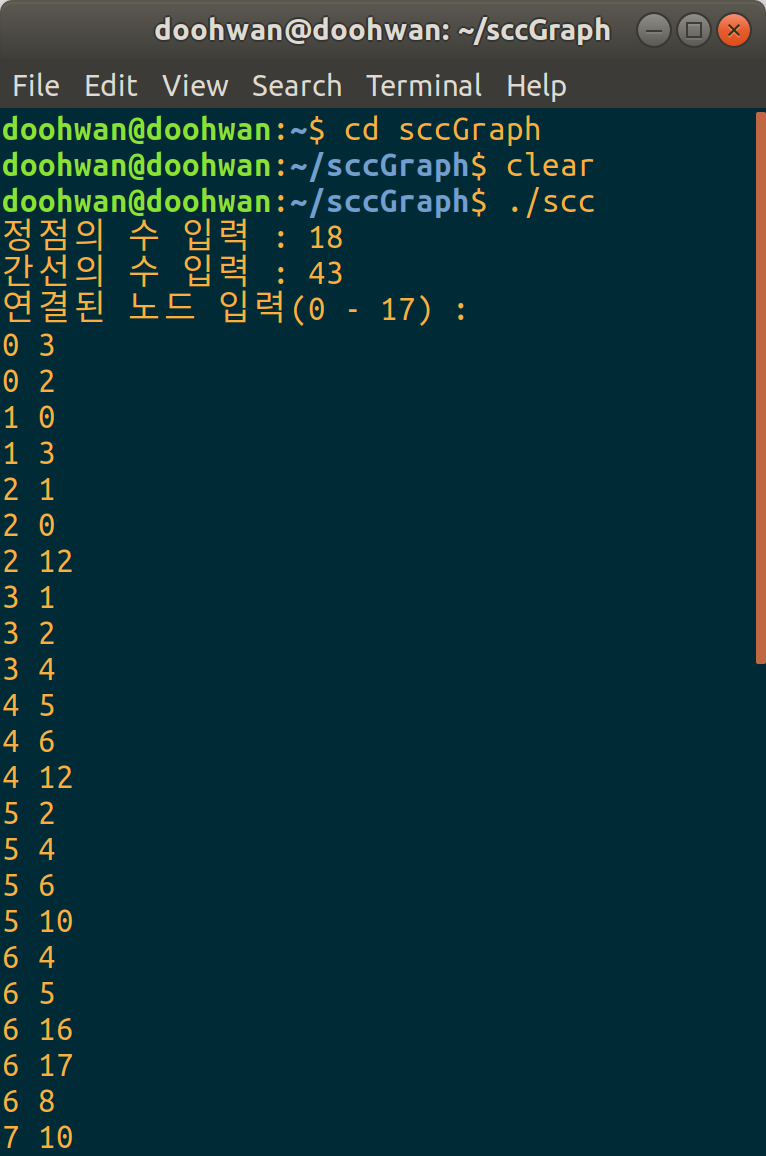 doohwan@doohwan: ~/sccGraph
File Edit View Search Terminal Help
doohwan@doohwan:~$ cd sccGraph
doohwan@doohwan:~/sccGraph$ clear
doohwan@doohwan:~/sccGraph$ ./scc
정점의 수 입력 : 18
간선의 수 입력 : 43
연결된 노드 입력(0 - 17) :
0 3
0 2
1 0
1 3
2 1
2 0
2 12
3 1
3 2
3 4
4 5
4 6
4 12
5 2
5 4
5 6
5 10
6 4
6 5
6 16
6 17
6 8
7 10